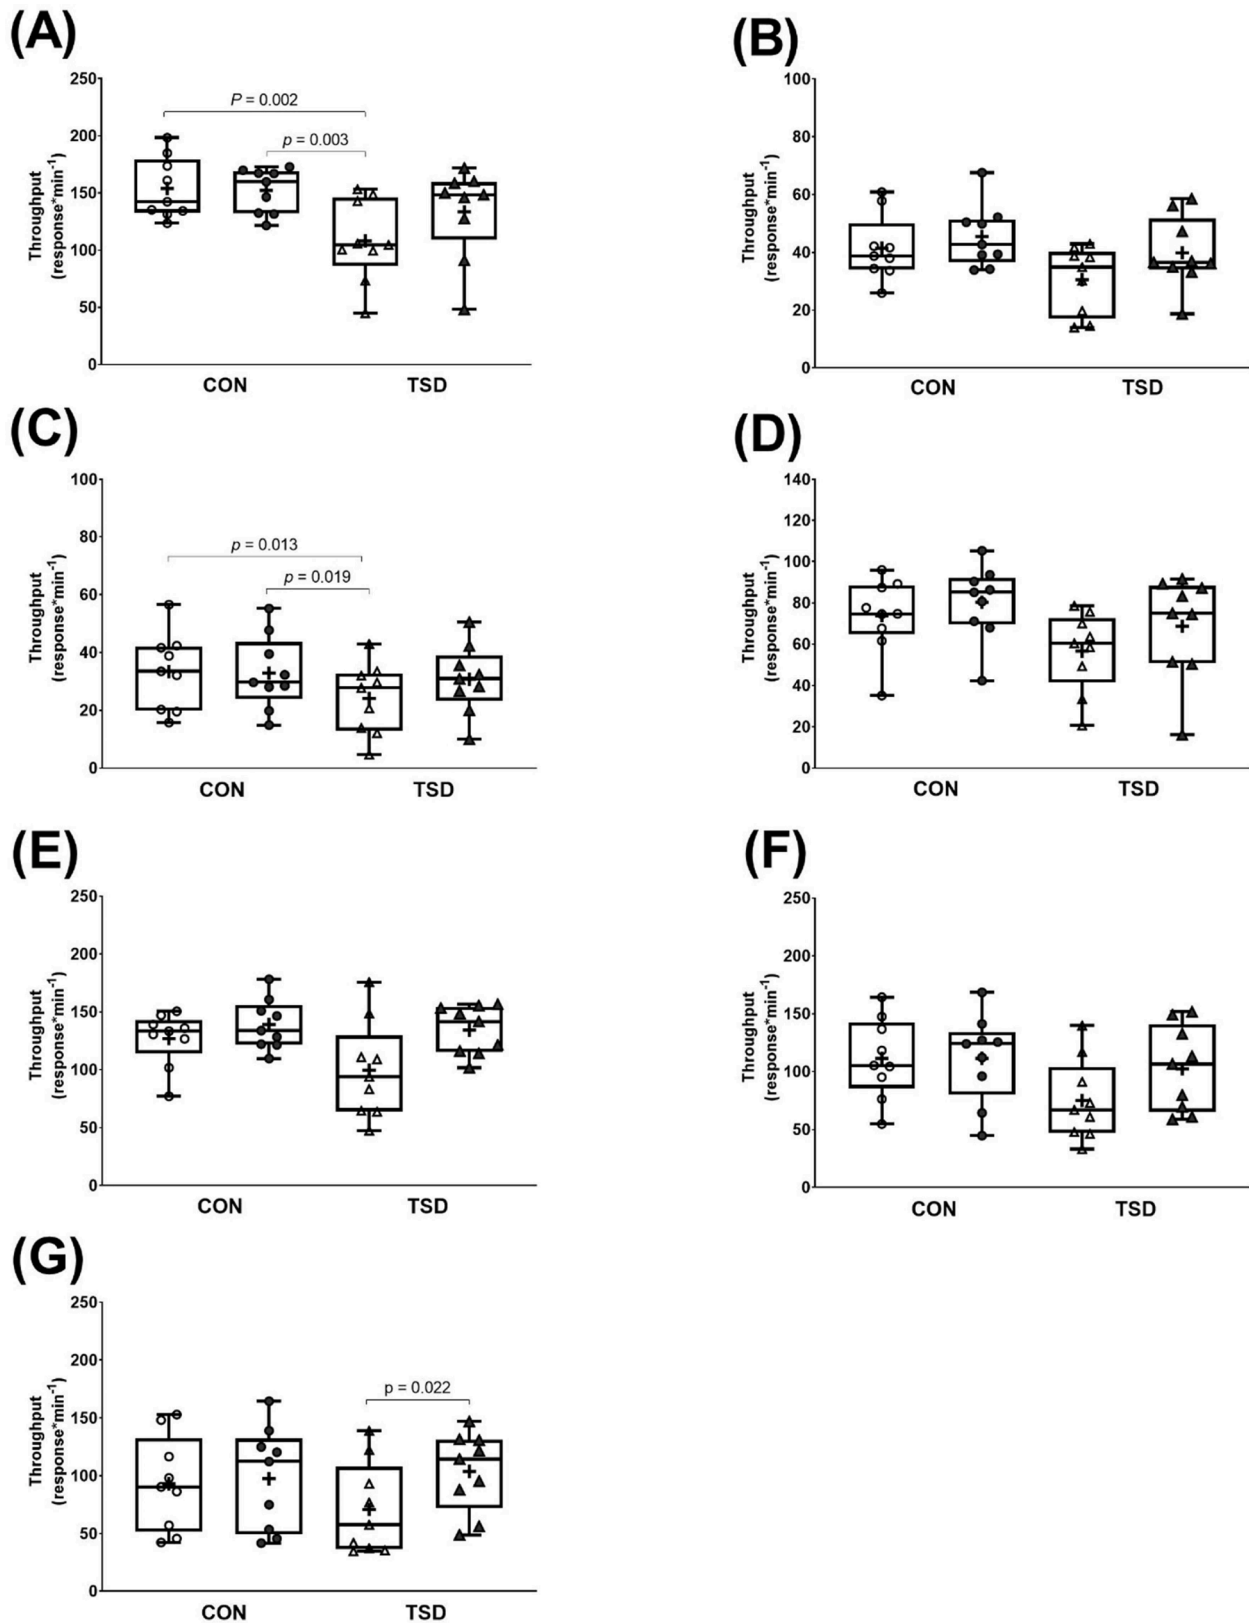 (A)
250
200
150
100
50
0
Throughput
(response*min-1)
P = 0.002
p = 0.003
CON
TSD
(B)
100
80
60
40
20
0
Throughput
(response*min-1)
CON
TSD
(C)
100
80
60
40
20
0
Throughput
(response*min-1)
p = 0.013
p = 0.019
CON
TSD
(D)
140
120
100
80
60
40
20
0
Throughput
(response*min-1)
CON
TSD
(E)
250
200
150
100
50
0
Throughput
(response*min-1)
CON
TSD
(F)
250
200
150
100
50
0
Throughput
(response*min-1)
CON
TSD
(G)
250
200
150
100
50
0
Throughput
(response*min-1)
p = 0.022
CON
TSD